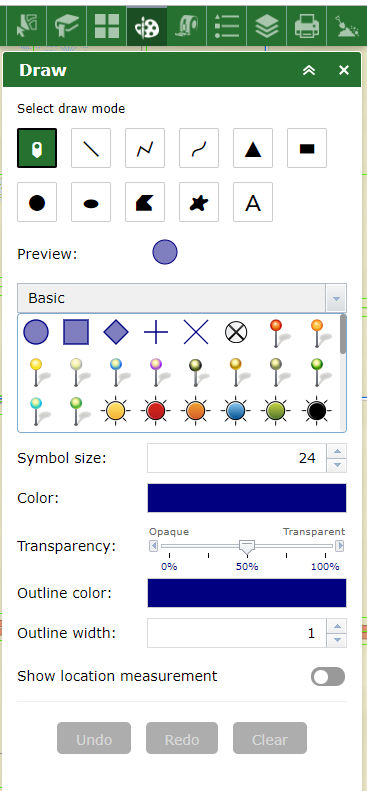 Draw
Select draw mode
A
Preview:
Basic
Symbol size: 24
Color:
Opaque Transparent
Transparency:
0% 50% 100%
Outline color:
Outline width: 1
Show location measurement
Undo Redo Clear